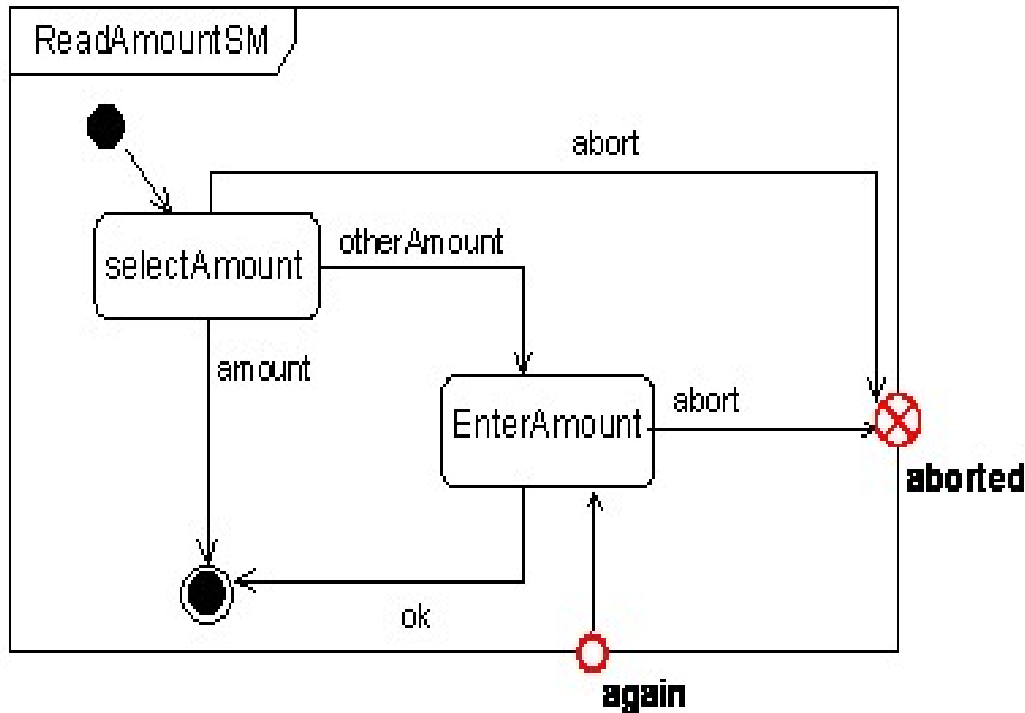 ReadAmountSM
abort
otherAmount
selectAmount
amount
abort
EnterAmount
aborted
ok
again